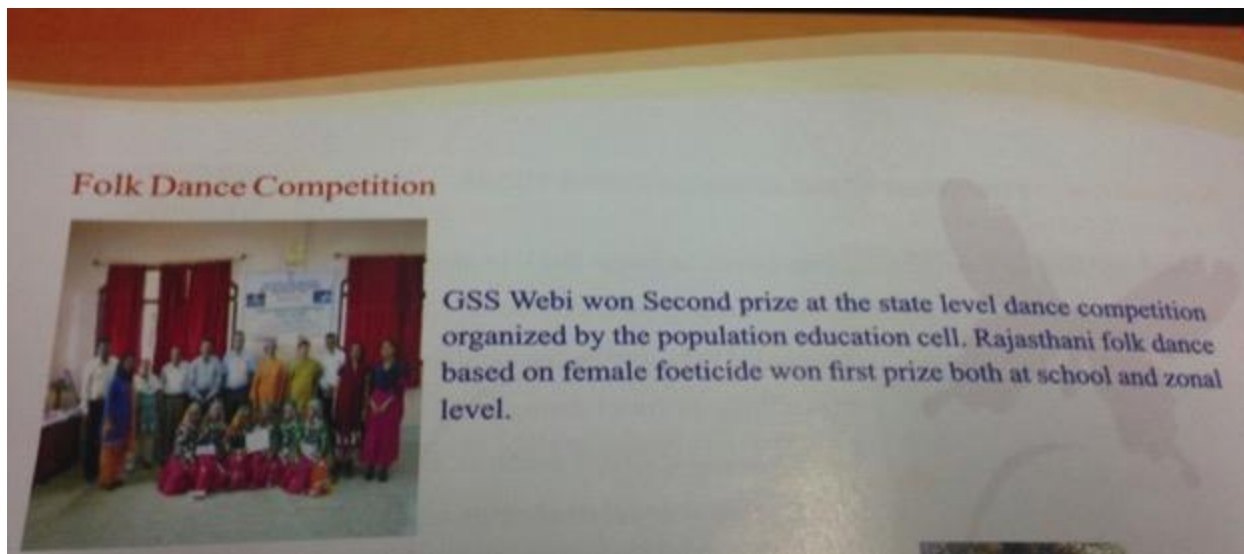 Folk Dance Competition
GSS Webi won Second prize at the state level dance competition
organized by the population education cell. Rajasthani folk dance
based on female foeticide won first prize both at school and zonal
level.